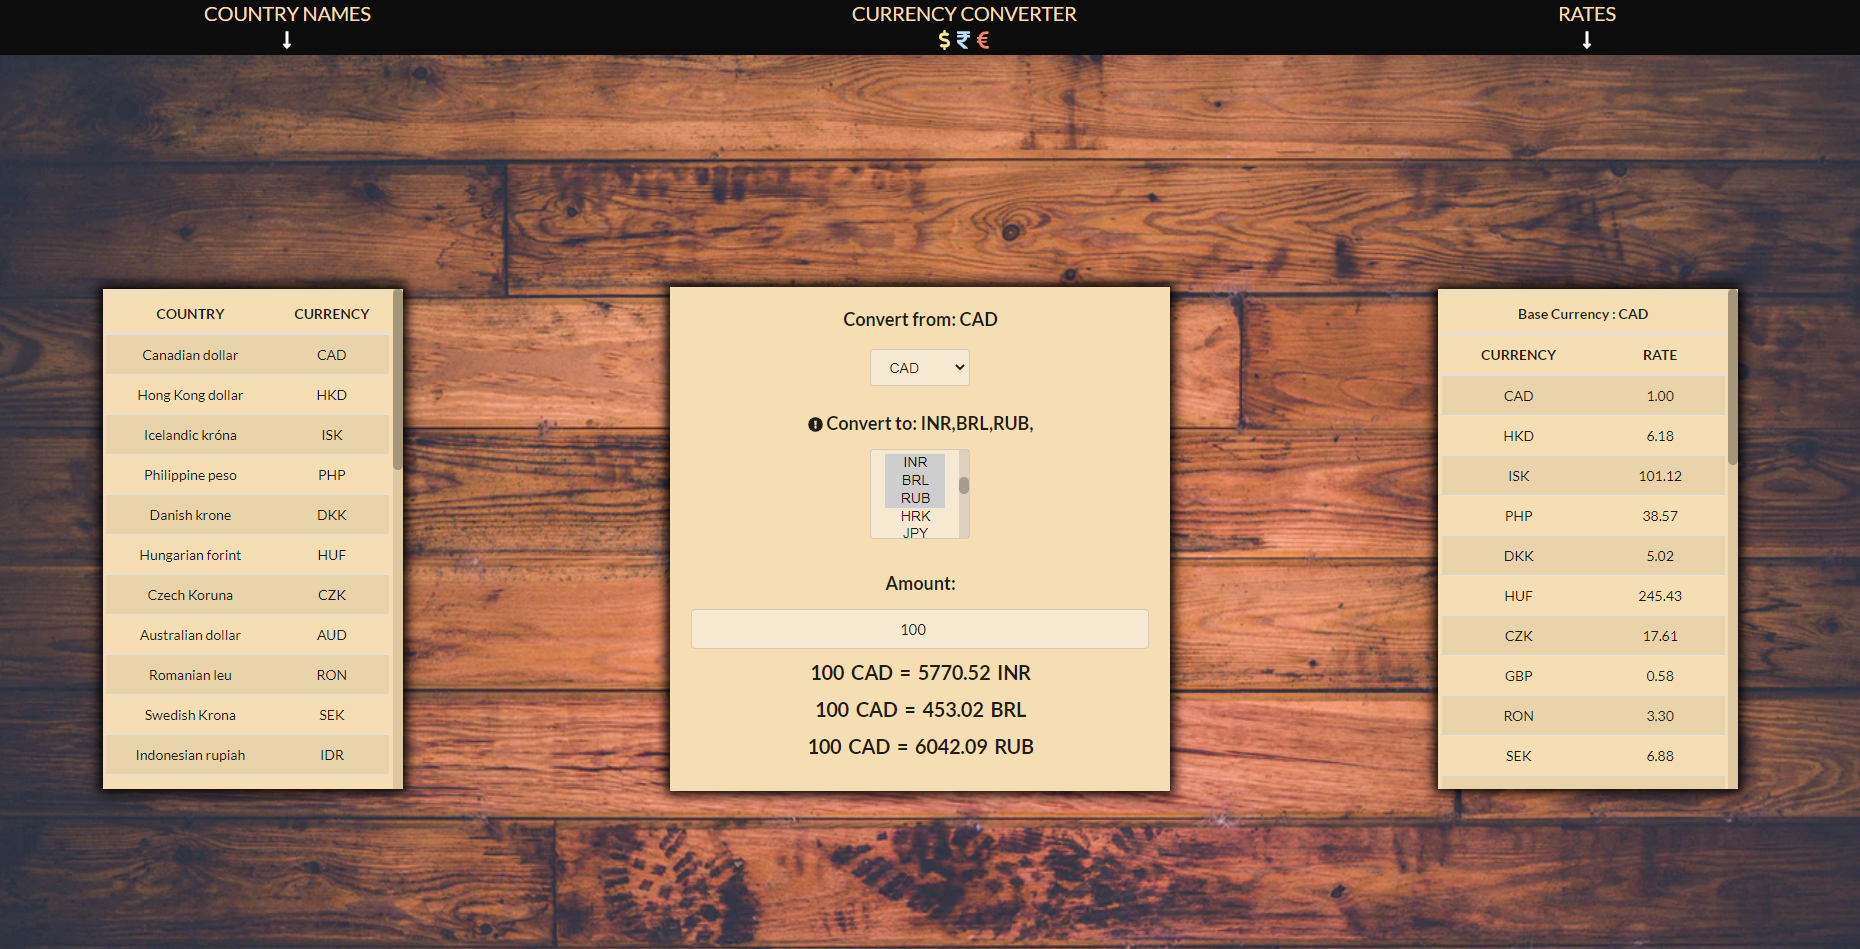 COUNTRY NAMES
CURRENCY CONVERTER
$ ₹ €
RATES
COUNTRY CURRENCY
Canadian dollar CAD
Hong Kong dollar HKD
Icelandic króna ISK
Philippine peso PHP
Danish krone DKK
Hungarian forint HUF
Czech Koruna CZK
Australian dollar AUD
Romanian leu RON
Swedish Krona SEK
Indonesian rupiah IDR
Convert from: CAD
CAD
Convert to: INR,BRL,RUB,
INR
BRL
RUB
HRK
JPY
Amount:
100
100 CAD = 5770.52 INR
100 CAD = 453.02 BRL
100 CAD = 6042.09 RUB
Base Currency : CAD
CURRENCY RATE
CAD 1.00
HKD 6.18
ISK 101.12
PHP 38.57
DKK 5.02
HUF 245.43
CZK 17.61
GBP 0.58
RON 3.30
SEK 6.88